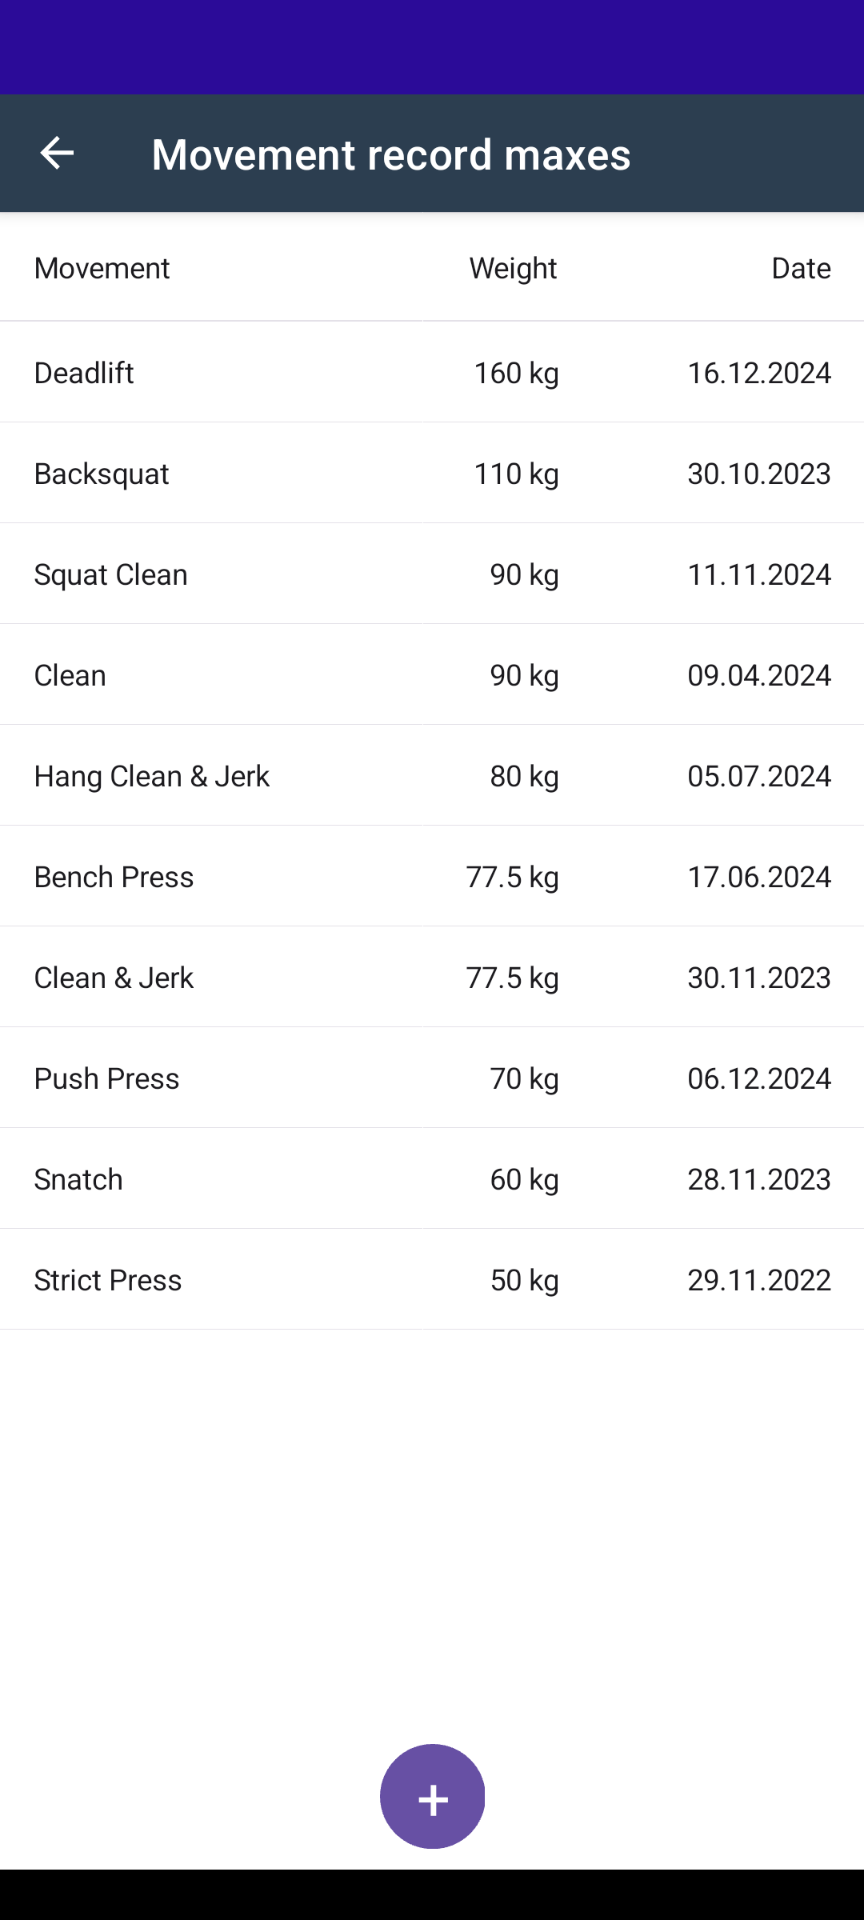 Movement record maxes
Movement Weight Date
Deadlift 160 kg 16.12.2024
Backsquat 110 kg 30.10.2023
Squat Clean 90 kg 11.11.2024
Clean 90 kg 09.04.2024
Hang Clean & Jerk 80 kg 05.07.2024
Bench Press 77.5 kg 17.06.2024
Clean & Jerk 77.5 kg 30.11.2023
Push Press 70 kg 06.12.2024
Snatch 60 kg 28.11.2023
Strict Press 50 kg 29.11.2022
+